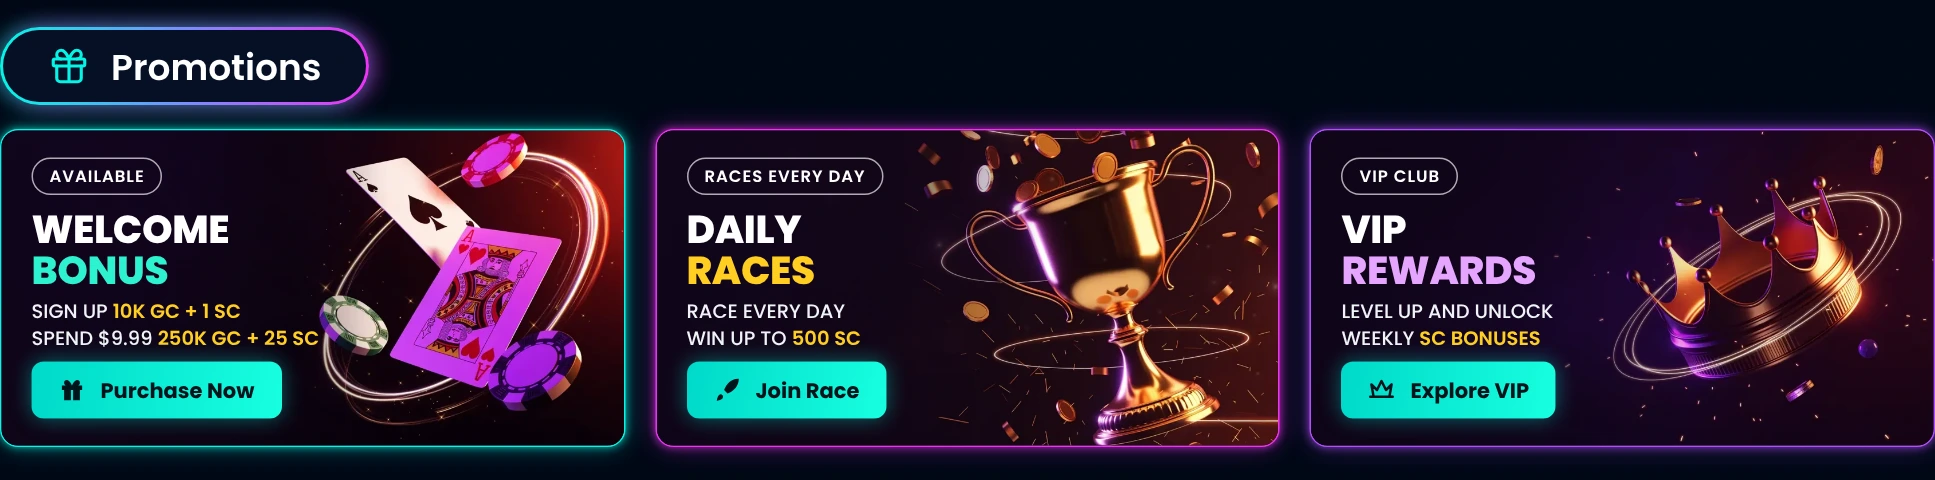 Promotions
AVAILABLE
WELCOME
BONUS
SIGN UP 10K GC + 1 SC
SPEND $9.99 250K GC + 25 SC
Purchase Now
RACES EVERY DAY
DAILY
RACES
RACE EVERY DAY
WIN UP TO 500 SC
Join Race
VIP CLUB
VIP
REWARDS
LEVEL UP AND UNLOCK
WEEKLY SC BONUSES
Explore VIP